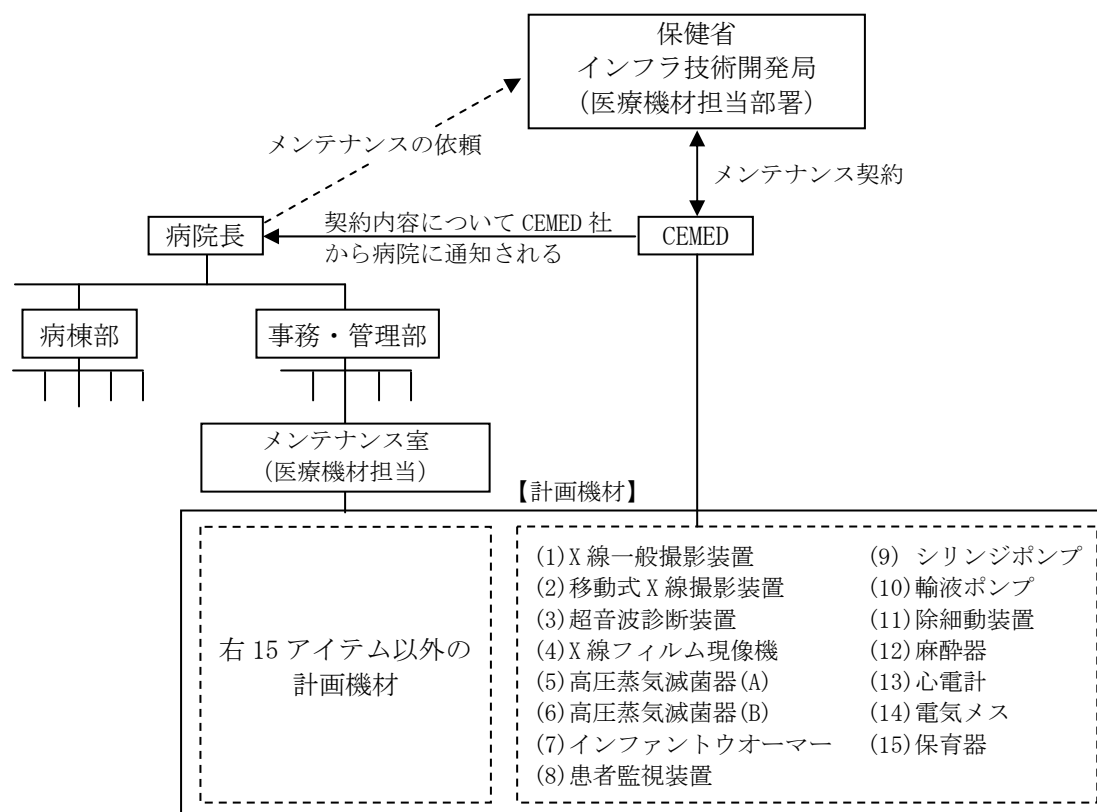 保健省
インフラ技術開発局
(医療機材担当部署)
メンテナンスの依頼
メンテナンス契約
病院長
契約内容について CEMED 社
から病院に通知される
CEMED
病棟部
事務・管理部
メンテナンス室
(医療機材担当)
【計画機材】
右 15 アイテム以外の
計画機材
(1)X 線一般撮影装置
(2)移動式 X 線撮影装置
(3)超音波診断装置
(4)X 線フィルム現像機
(5)高圧蒸気滅菌器(A)
(6)高圧蒸気滅菌器(B)
(7)インファントウオーマー
(8)患者監視装置
(9) シリンジポンプ
(10)輸液ポンプ
(11)除細動装置
(12)麻酔器
(13)心電計
(14)電気メス
(15)保育器